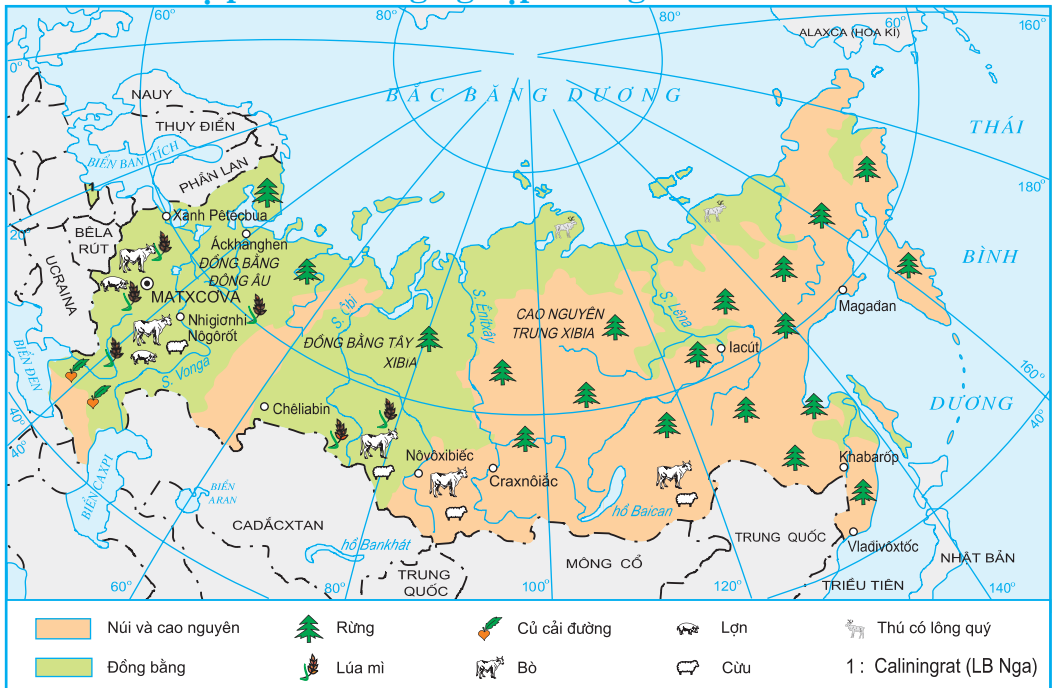 60°
80°
80°
60°
160°
ALAXCA (HOA KÌ)
0°
NAUY
BẮC BĂNG DƯƠNG
THÁI
THỤY ĐIỂN
BIỂN BAN TÍCH
PHẦN LAN
180°
Xanh Pêtécbua
20°
BÊLA
RÚT
Áckhanghen
ĐỒNG BẰNG
ĐÔNG ÂU
BÌNH
UCRAINA
MATXCƠVA
S. Ôbi
S. Ênitxây
S. Lêna
Magađan
CAO NGUYÊN
TRUNG XIBIA
Nhigiơnhi
Nôgôrốt
ĐỒNG BẰNG TÂY
XIBIA
Iacút
BIỂN ĐEN
S. Vonga
160°
40°
DƯƠNG
40°
40°
Chêliabin
Nôvôxibiếc
Khabarốp
Craxnôiắc
BIỂN CAXPI
BIỂN
ARAN
hồ Baican
CADẮCXTAN
hồ Bankhát
TRUNG QUỐC
Vlađivôxtốc
MÔNG CỔ
NHẬT BẢN
TRUNG
QUỐC
60°
80°
100°
120°
TRIỀU TIÊN
140°
Núi và cao nguyên
Rừng
Củ cải đường
Lợn
Thú có lông quý
Đồng bằng
Lúa mì
Bò
Cừu
1 : Caliningrat (LB Nga)